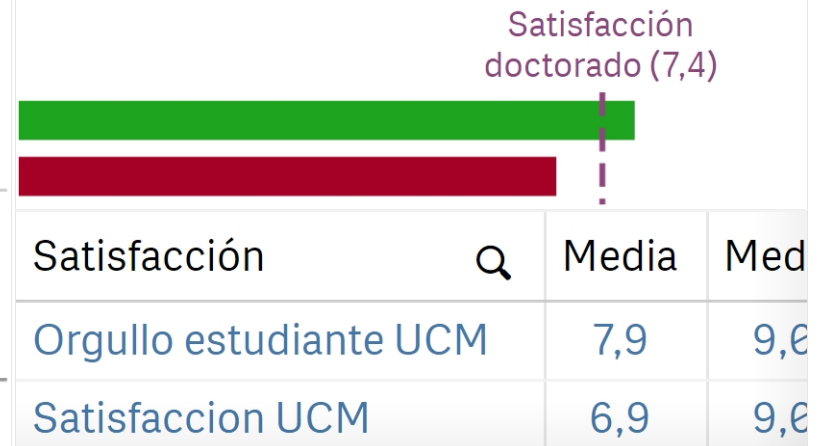 Satisfacción
doctorado (7,4)
Satisfacción Media
Orgullo estudiante UCM 7,9
Satisfaccion UCM 6,9